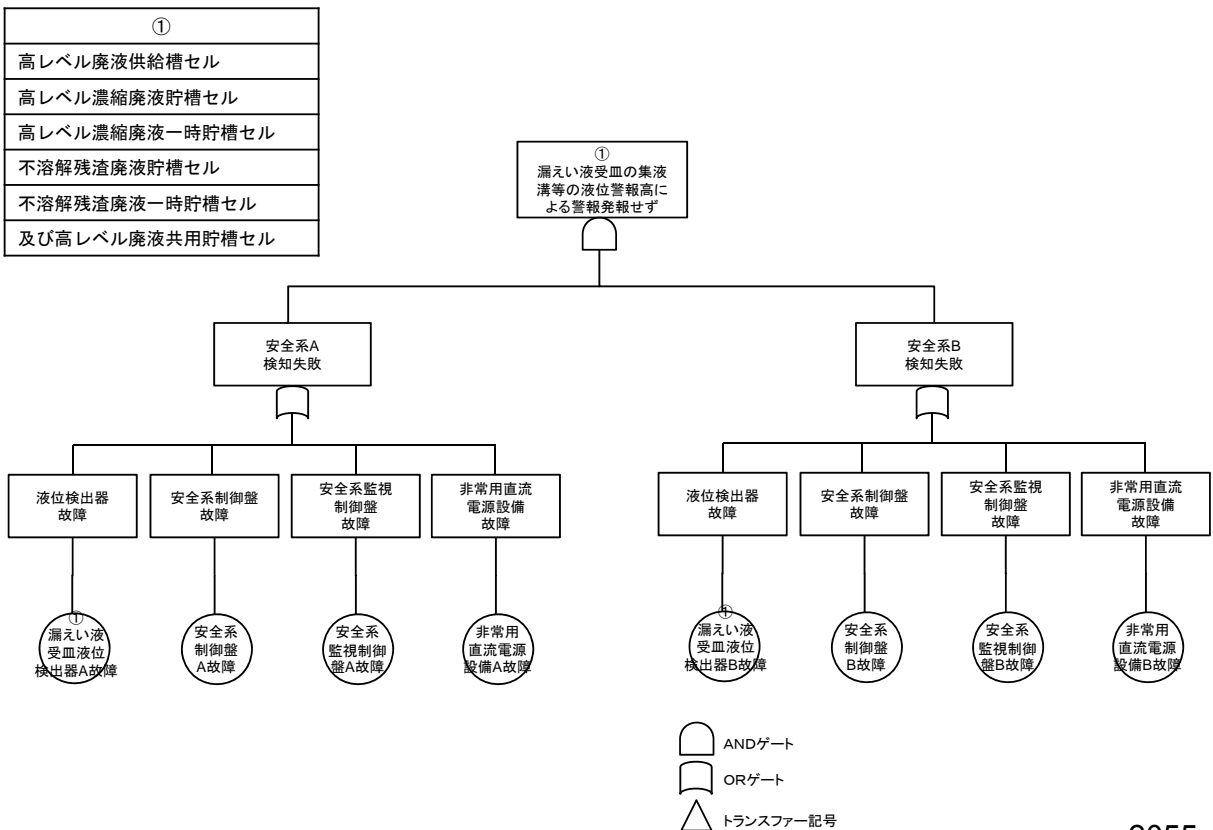 ①
高レベル廃液供給槽セル
高レベル濃縮廃液貯槽セル
高レベル濃縮廃液一時貯槽セル
不溶解残渣廃液貯槽セル
不溶解残渣廃液一時貯槽セル
及び高レベル廃液共用貯槽セル
①
漏えい液受皿の集液
溝等の液位警報高に
よる警報発報せず
安全系A
検知失敗
安全系B
検知失敗
液位検出器
故障
安全系制御盤
故障
安全系監視
制御盤
故障
非常用直流
電源設備
故障
液位検出器
故障
安全系制御盤
故障
安全系監視
制御盤
故障
非常用直流
電源設備
故障
①
漏えい液
受皿液位
検出器A故障
安全系
制御盤
A故障
安全系
監視制御
盤A故障
非常用
直流電源
設備A故障
①
漏えい液
受皿液位
検出器B故障
安全系
制御盤
B故障
安全系
監視制御
盤B故障
非常用
直流電源
設備B故障
ANDゲート
ORゲート
トランスファー記号